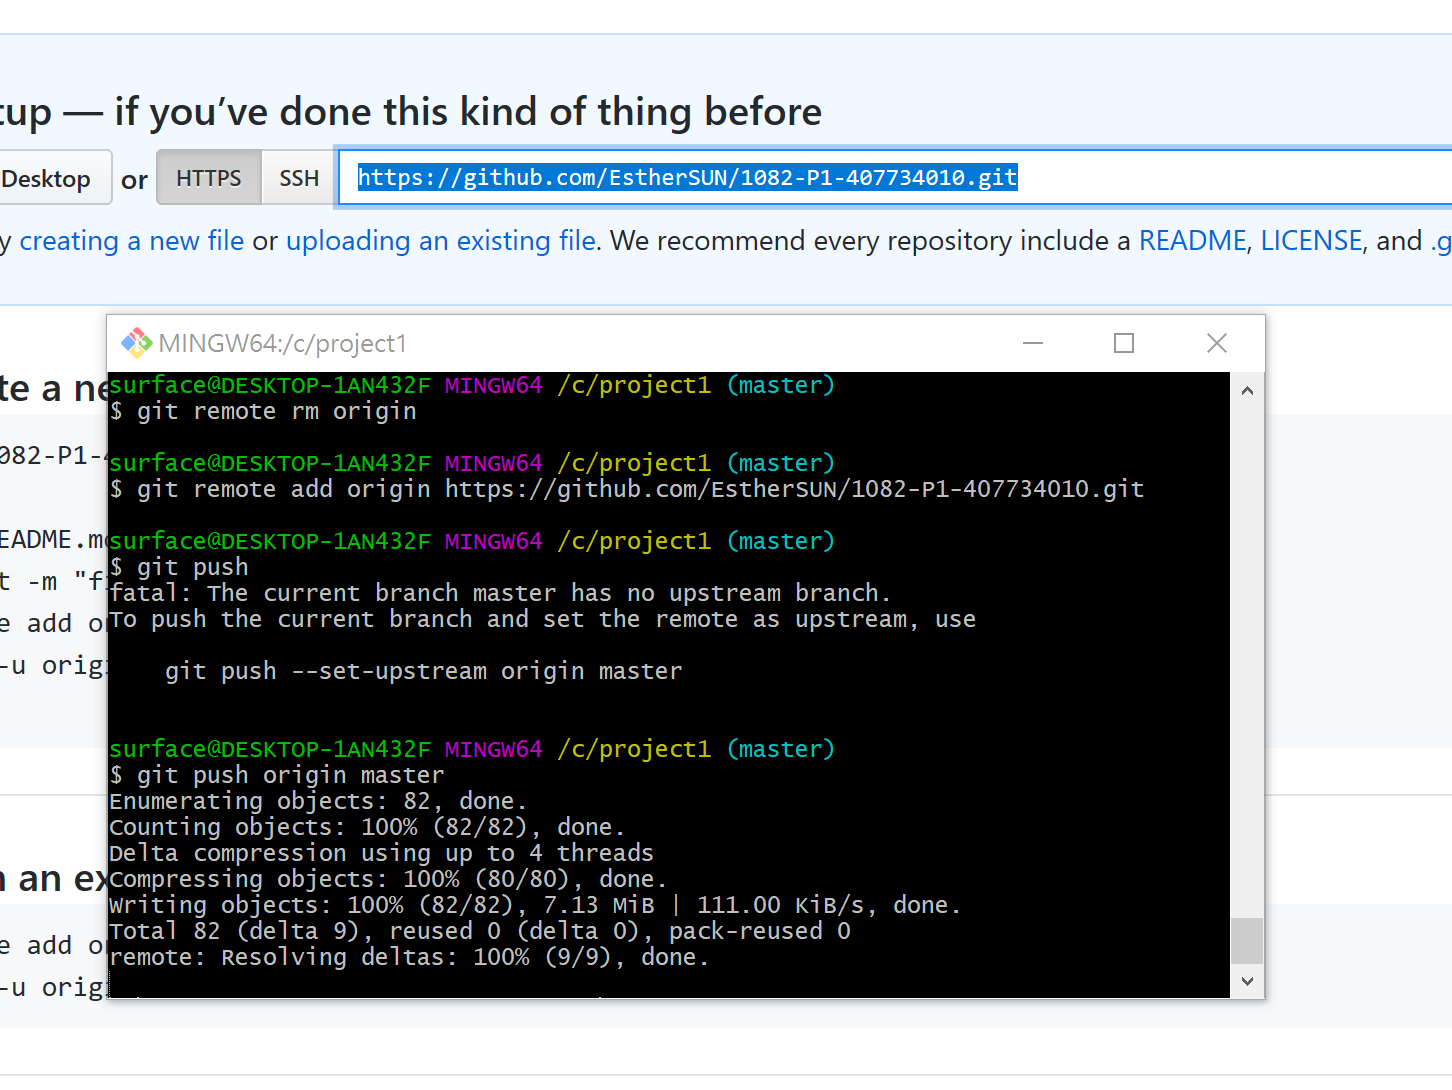 tup — if you’ve done this kind of thing before
Desktop or HTTPS SSH https://github.com/EstherSUN/1082-P1-407734010.git
y creating a new file or uploading an existing file. We recommend every repository include a README, LICENSE, and .g
MINGW64:/c/project1
te a ne
082-P1-4
EADME.md
t -m "fi
e add or
-u origi
n an ex
e add or
-u origi
surface@DESKTOP-1AN432F MINGW64 /c/project1 (master)
$ git remote rm origin
surface@DESKTOP-1AN432F MINGW64 /c/project1 (master)
$ git remote add origin https://github.com/EstherSUN/1082-P1-407734010.git
surface@DESKTOP-1AN432F MINGW64 /c/project1 (master)
$ git push
fatal: The current branch master has no upstream branch.
To push the current branch and set the remote as upstream, use
git push --set-upstream origin master
surface@DESKTOP-1AN432F MINGW64 /c/project1 (master)
$ git push origin master
Enumerating objects: 82, done.
Counting objects: 100% (82/82), done.
Delta compression using up to 4 threads
Compressing objects: 100% (80/80), done.
Writing objects: 100% (82/82), 7.13 MiB | 111.00 KiB/s, done.
Total 82 (delta 9), reused 0 (delta 0), pack-reused 0
remote: Resolving deltas: 100% (9/9), done.